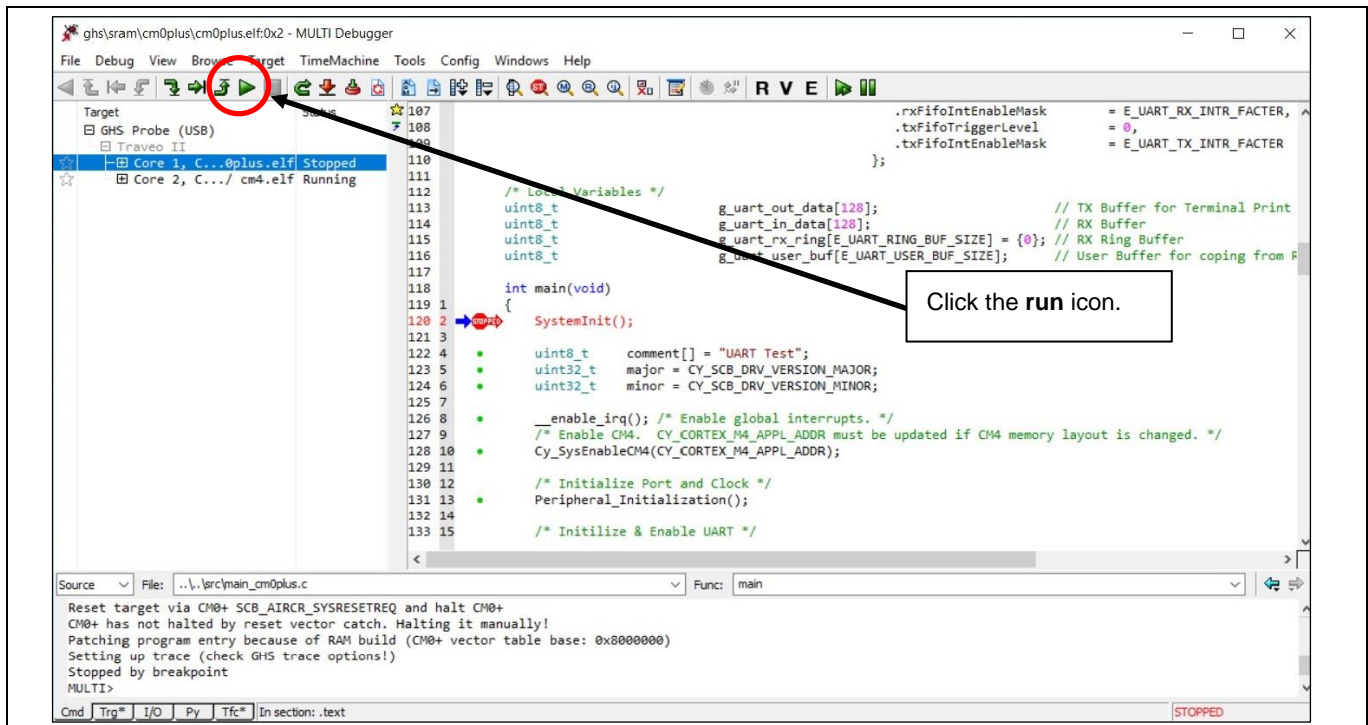 ghs\sram\cm0plus\cm0plus.elf:0x2 - MULTI Debugger
File Debug View Browse Target TimeMachine Tools Config Windows Help
R V E
Target Status
GHS Probe (USB)
Traveo II
Core 1, C...0plus.elf Stopped
Core 2, C.../ cm4.elf Running
107 .rxFifoIntEnableMask = E_UART_RX_INTR_FACTER,
108 .txFifoTriggerLevel = 0,
109 .txFifoIntEnableMask = E_UART_TX_INTR_FACTER
110 };
111
112 /* Local Variables */
113 uint8_t g_uart_out_data[128]; // TX Buffer for Terminal Print
114 uint8_t g_uart_in_data[128]; // RX Buffer
115 uint8_t g_uart_rx_ring[E_UART_RING_BUF_SIZE] = {0}; // RX Ring Buffer
116 uint8_t g_uart_user_buf[E_UART_USER_BUF_SIZE]; // User Buffer for coping from R
117
118 int main(void)
119 1 {
120 2 STOPPED SystemInit();
121 3
122 4 uint8_t comment[] = "UART Test";
123 5 uint32_t major = CY_SCB_DRV_VERSION_MAJOR;
124 6 uint32_t minor = CY_SCB_DRV_VERSION_MINOR;
125 7
126 8 __enable_irq(); /* Enable global interrupts. */
127 9 /* Enable CM4. CY_CORTEX_M4_APPL_ADDR must be updated if CM4 memory layout is changed. */
128 10 Cy_SysEnableCM4(CY_CORTEX_M4_APPL_ADDR);
129 11
130 12 /* Initialize Port and Clock */
131 13 Peripheral_Initialization();
132 14
133 15 /* Initilize & Enable UART */
Click the run icon.
Source File: ..\..\src\main_cm0plus.c Func: main
Reset target via CM0+ SCB_AIRCR_SYSRESETREQ and halt CM0+
CM0+ has not halted by reset vector catch. Halting it manually!
Patching program entry because of RAM build (CM0+ vector table base: 0x8000000)
Setting up trace (check GHS trace options!)
Stopped by breakpoint
MULTI>
Cmd Trg* I/O Py Tfc* In section: .text STOPPED